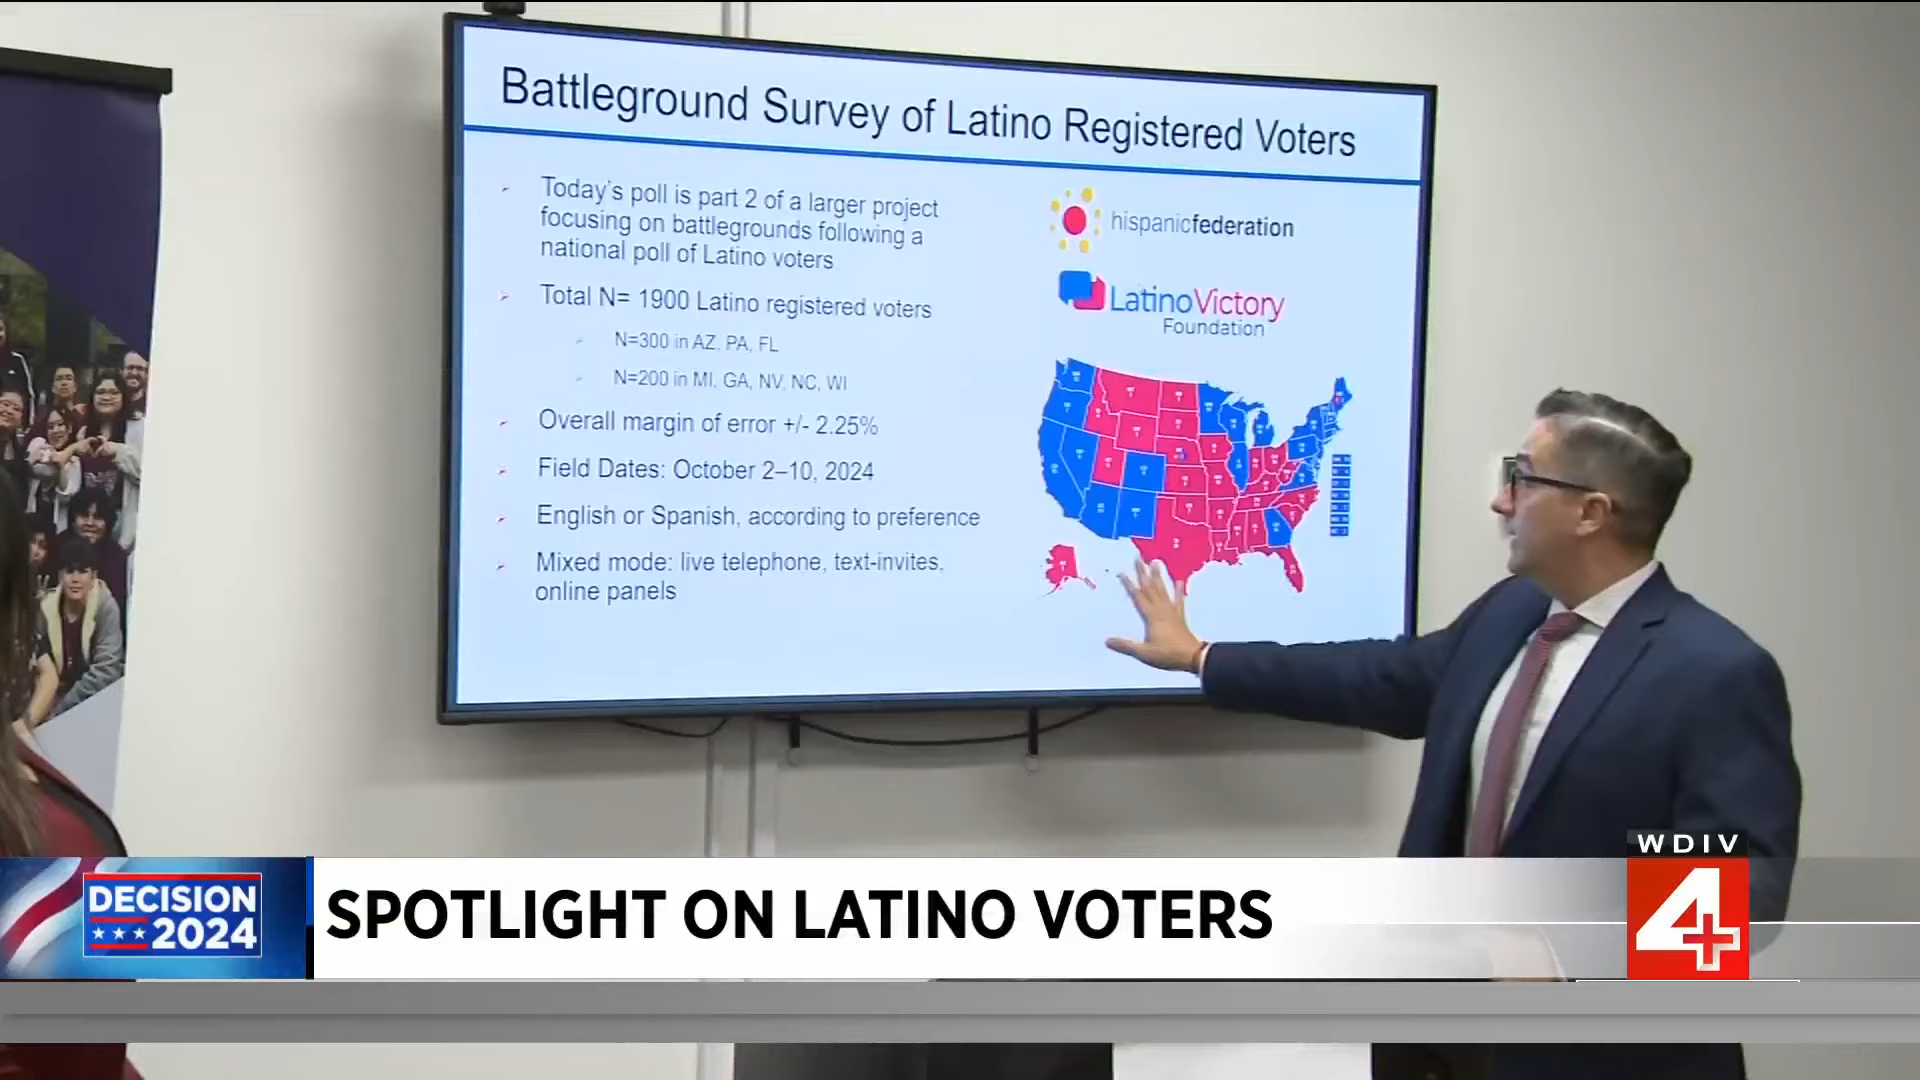 Battleground Survey of Latino Registered Voters
Today's poll is part 2 of a larger project
focusing on battlegrounds following a
national poll of Latino voters
Total N= 1900 Latino registered voters
N=300 in AZ, PA, FL
N=200 in MI, GA, NV, NC, WI
Overall margin of error +/- 2.25%
Field Dates: October 2–10, 2024
English or Spanish, according to preference
Mixed mode: live telephone, text-invites,
online panels
hispanicfederation
LatinoVictory
Foundation
DECISION
2024
SPOTLIGHT ON LATINO VOTERS
WDIV
4